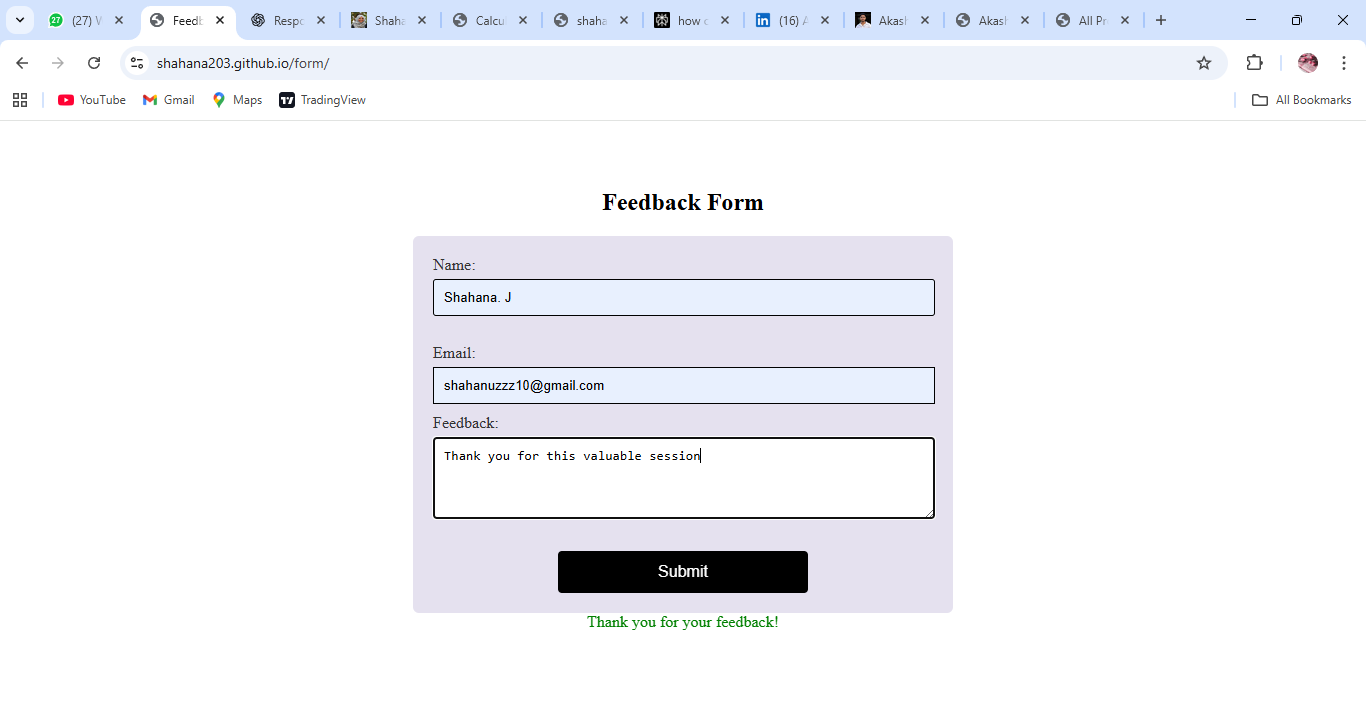 (27) W
Feedb
Respo
Shaha
Calcu
shaha
how c
(16) A
Akash
Akash
All Pr
shahana203.github.io/form/
YouTube
Gmail
Maps
TradingView
All Bookmarks
Feedback Form
Name:
Shahana. J
Email:
shahanuzzz10@gmail.com
Feedback:
Thank you for this valuable session
Submit
Thank you for your feedback!